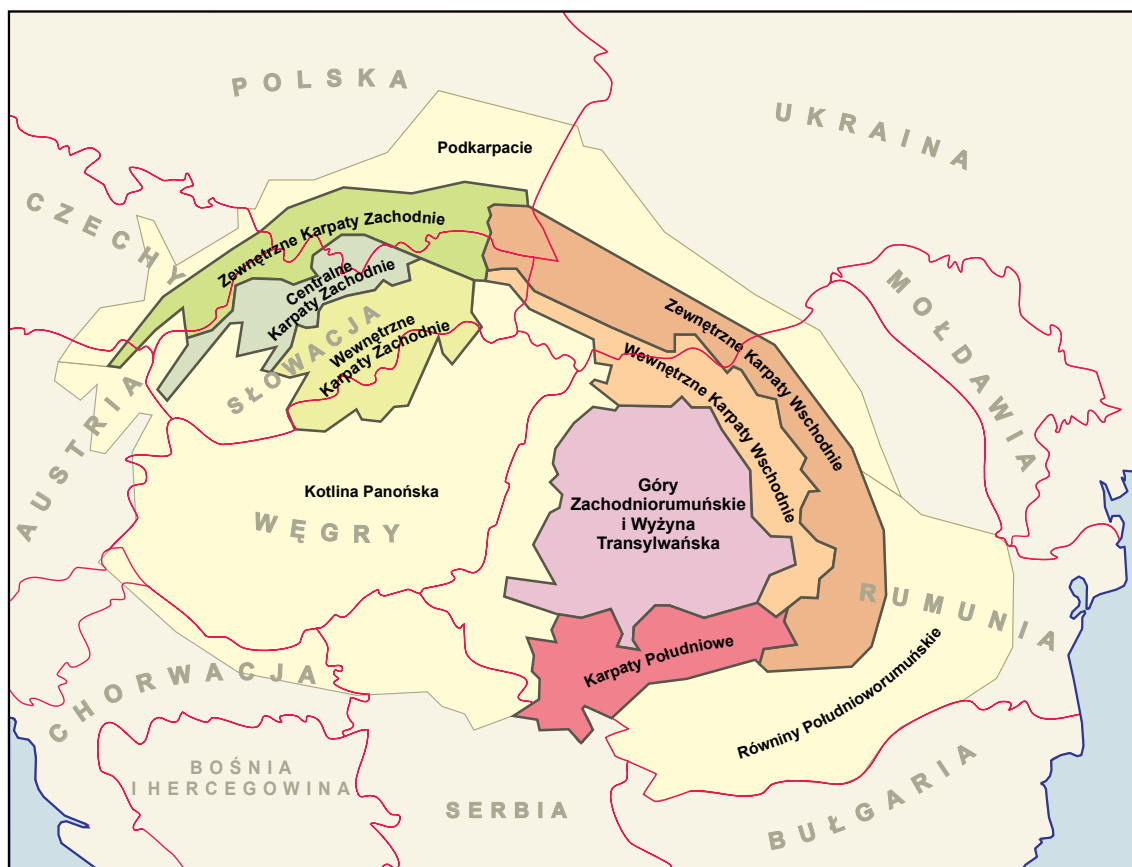 POLSKA
UKRAINA
Podkarpacie
CZECHY
Zewnętrzne Karpaty Zachodnie
Centralne
Karpaty Zachodnie
MOŁDAWIA
SŁOWACJA
Wewnętrzne
Karpaty Zachodnie
Zewnętrzne Karpaty Wschodnie
Wewnętrzne Karpaty Wschodnie
AUSTRIA
Kotlina Panońska
WĘGRY
Góry
Zachodniorumuńskie
i Wyżyna
Transylwańska
RUMUNIA
Karpaty Południowe
CHORWACJA
Równiny Południoworumuńskie
BOŚNIA
I HERCEGOWINA
SERBIA
BUŁGARIA